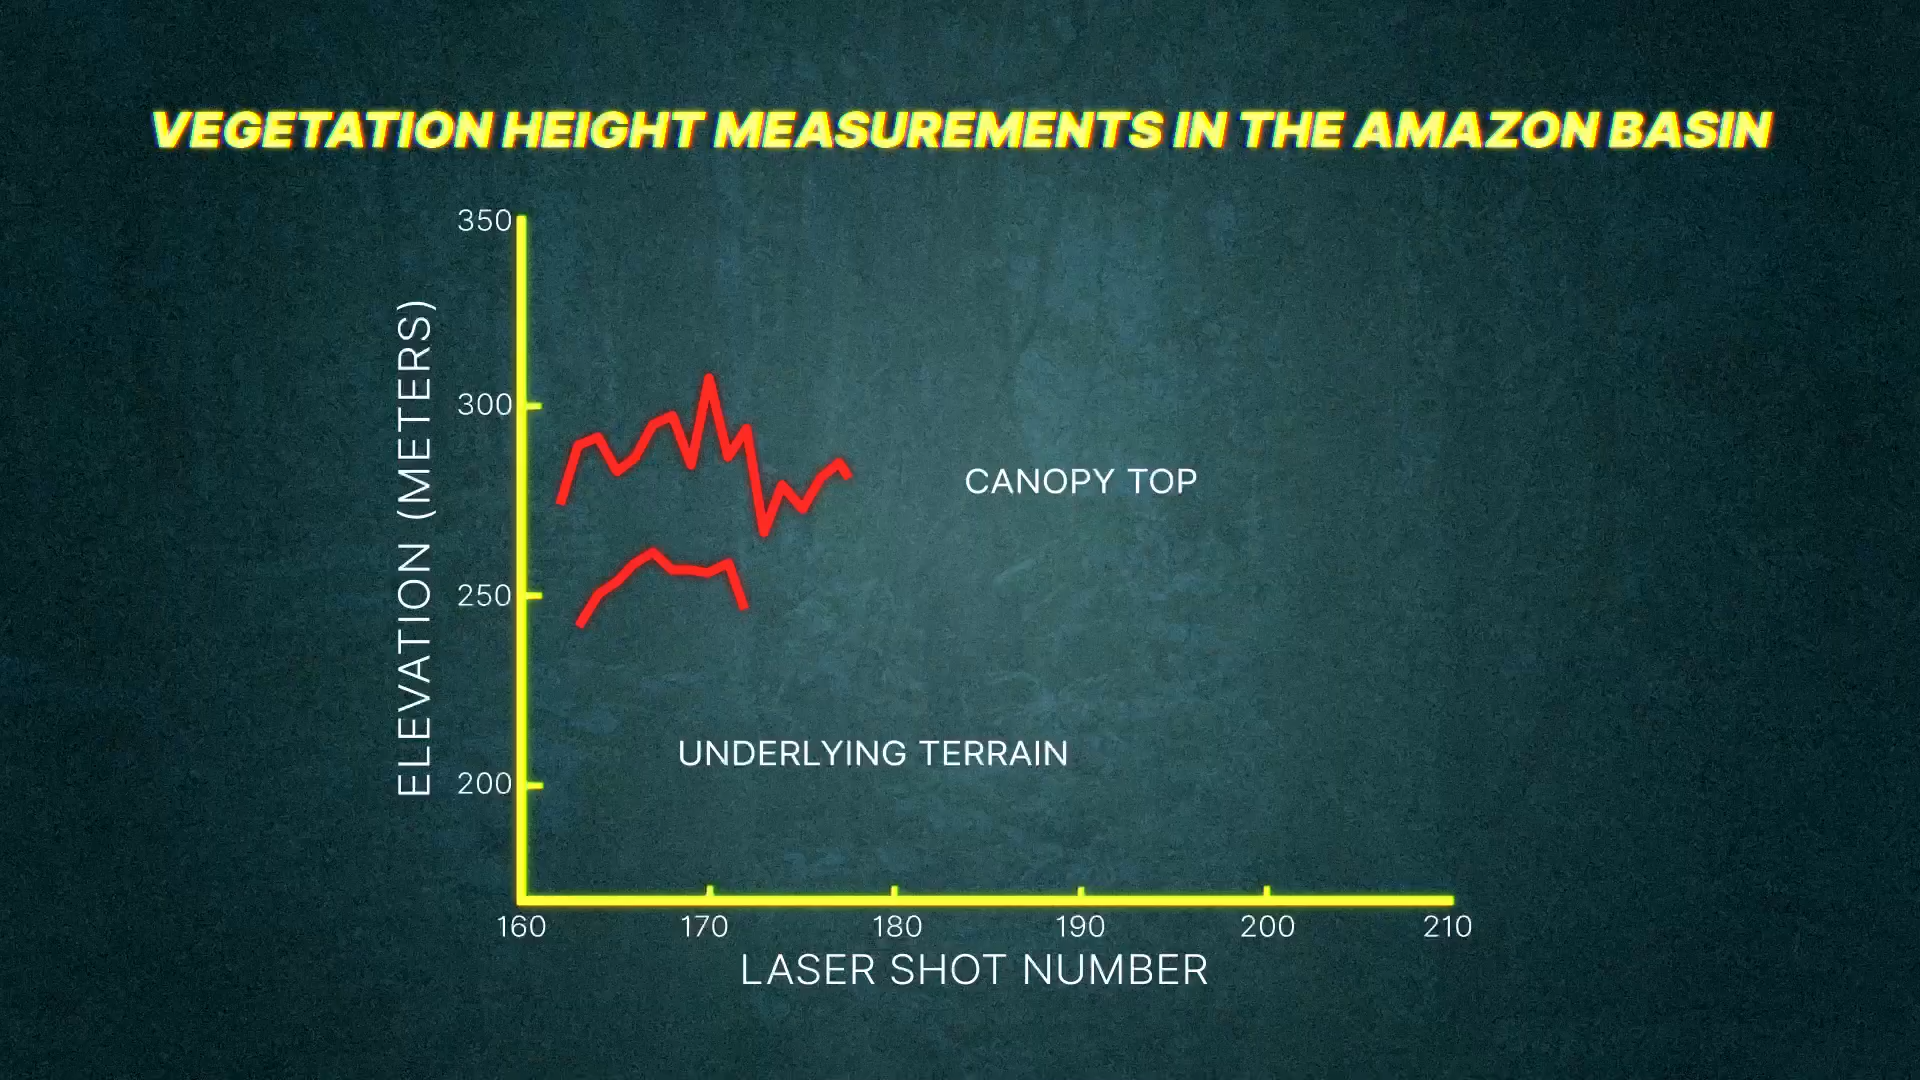 VEGETATION HEIGHT MEASUREMENTS IN THE AMAZON BASIN
350
300
250
200
ELEVATION (METERS)
CANOPY TOP
UNDERLYING TERRAIN
160 170 180 190 200 210
LASER SHOT NUMBER